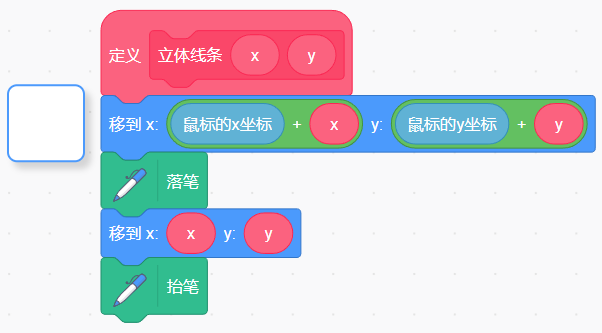 定义 立体线条 x y
移到 x: 鼠标的x坐标 + x y: 鼠标的y坐标 + y
落笔
移到 x: x y: y
抬笔